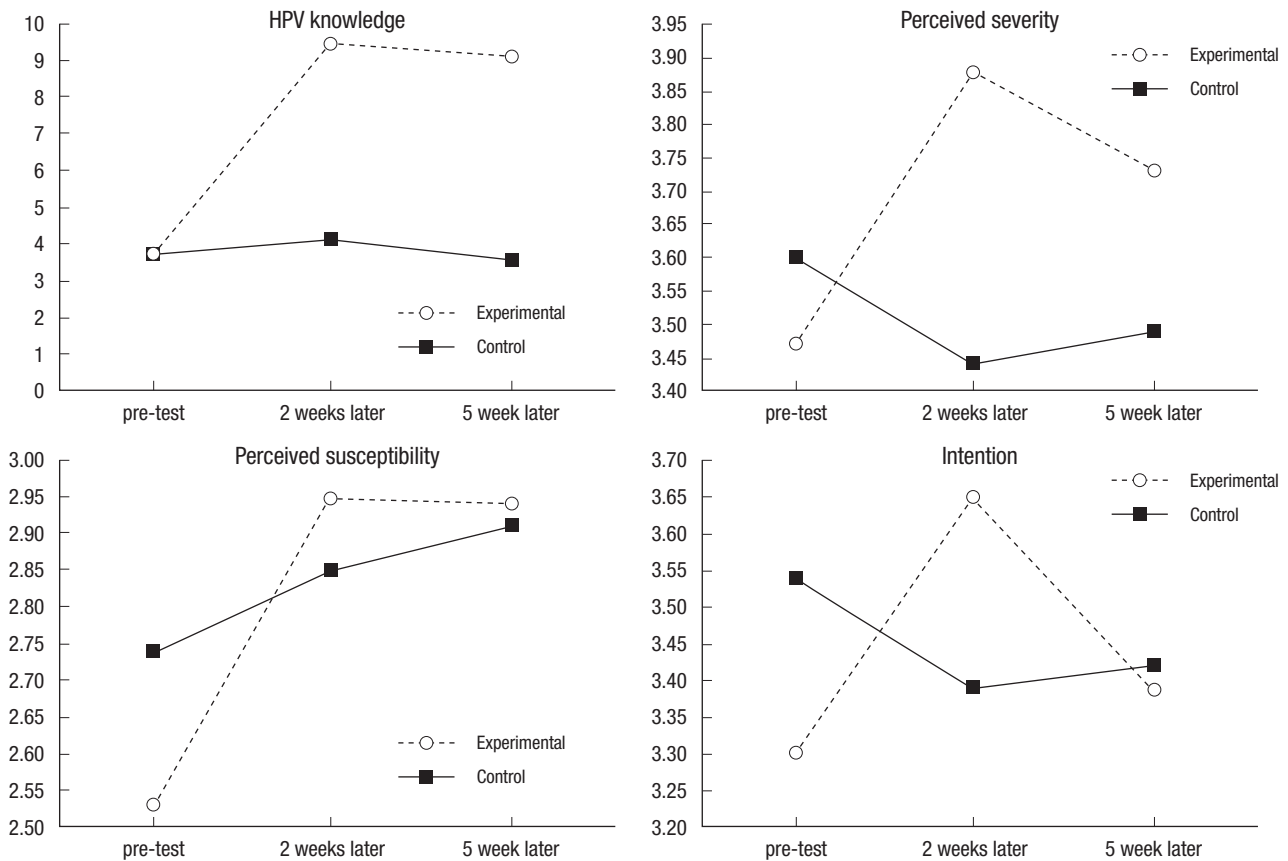 HPV knowledge
10
9
8
7
6
5
4
3
2
1
0
Experimental
Control
pre-test 2 weeks later 5 week later
Perceived severity
3.95
3.90
3.85
3.80
3.75
3.70
3.65
3.60
3.55
3.50
3.45
3.40
Experimental
Control
pre-test 2 weeks later 5 week later
Perceived susceptibility
3.00
2.95
2.90
2.85
2.80
2.75
2.70
2.65
2.60
2.55
2.50
Experimental
Control
pre-test 2 weeks later 5 week later
Intention
3.70
3.65
3.60
3.55
3.50
3.45
3.40
3.35
3.30
3.25
3.20
Experimental
Control
pre-test 2 weeks later 5 week later